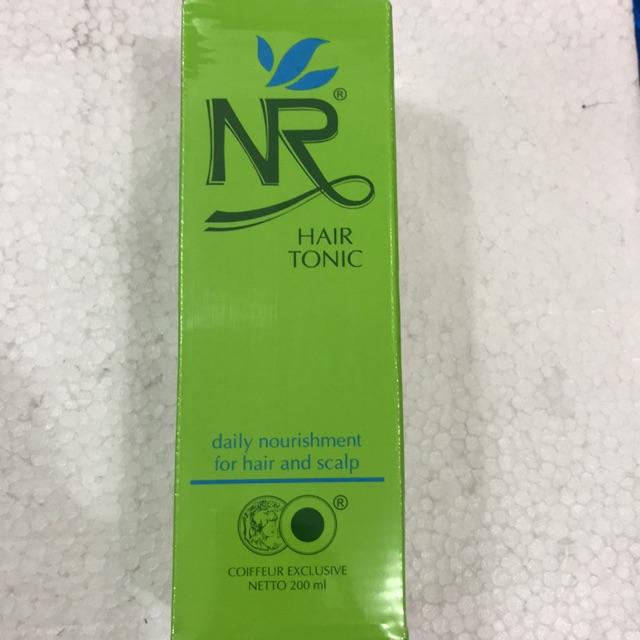 NR®
HAIR
TONIC
daily nourishment
for hair and scalp
®
COIFFEUR EXCLUSIVE
NETTO 200 ml